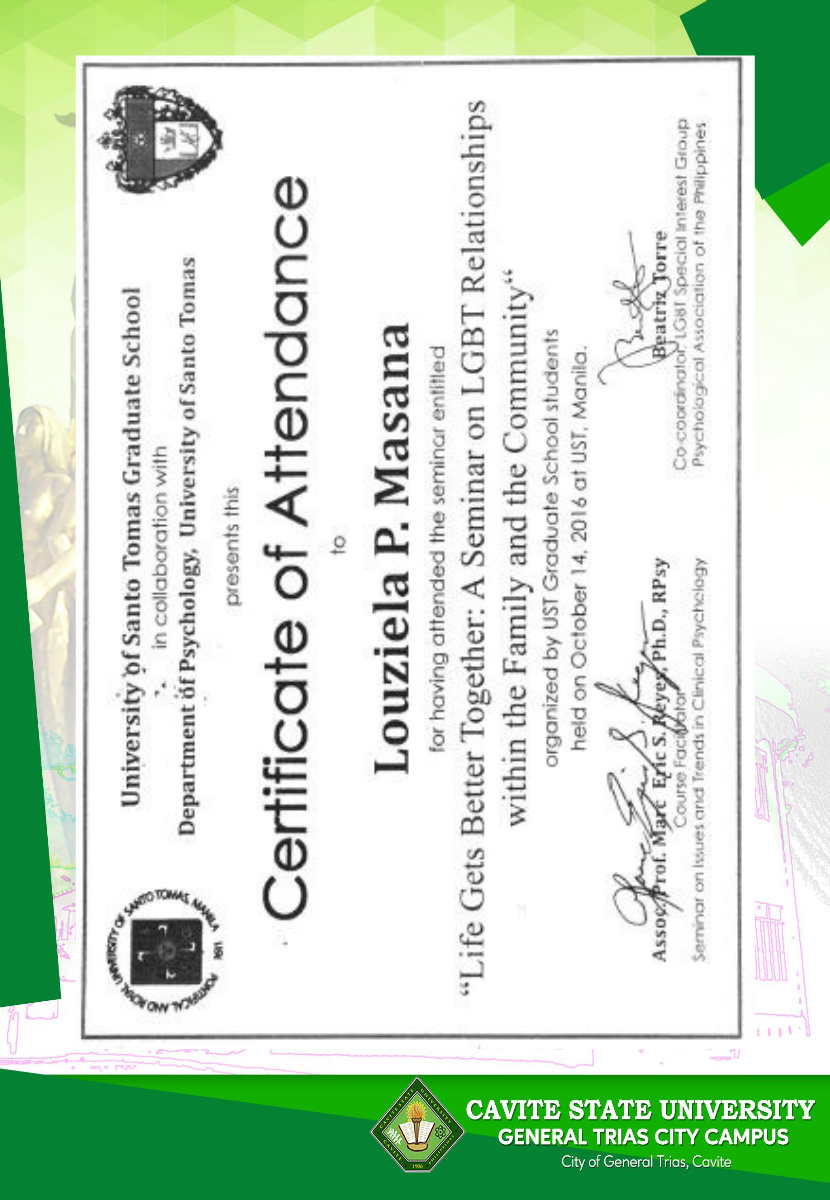 PONTIFICAL AND ROYAL UNIVERSITY OF SANTO TOMAS, MANILA UST
University of Santo Tomas Graduate School
in collaboration with
Department of Psychology, University of Santo Tomas
presents this
Certificate of Attendance
to
Louziela P. Masana
for having attended the seminar entitled
“Life Gets Better Together: A Seminar on LGBT Relationships
within the Family and the Community“
organized by UST Graduate School students
held on October 14, 2016 at UST, Manila.
Assoc. Prof. Marc Eric S. Reyes, Ph.D., RPsy
Course Facilitator
Seminar on Issues and Trends in Clinical Psychology
Beatriz Torre
Co-coordinator, LGBT Special Interest Group
Psychological Association of the Philippines
CAVITE STATE UNIVERSITY
GENERAL TRIAS CITY CAMPUS
City of General Trias, Cavite
1906